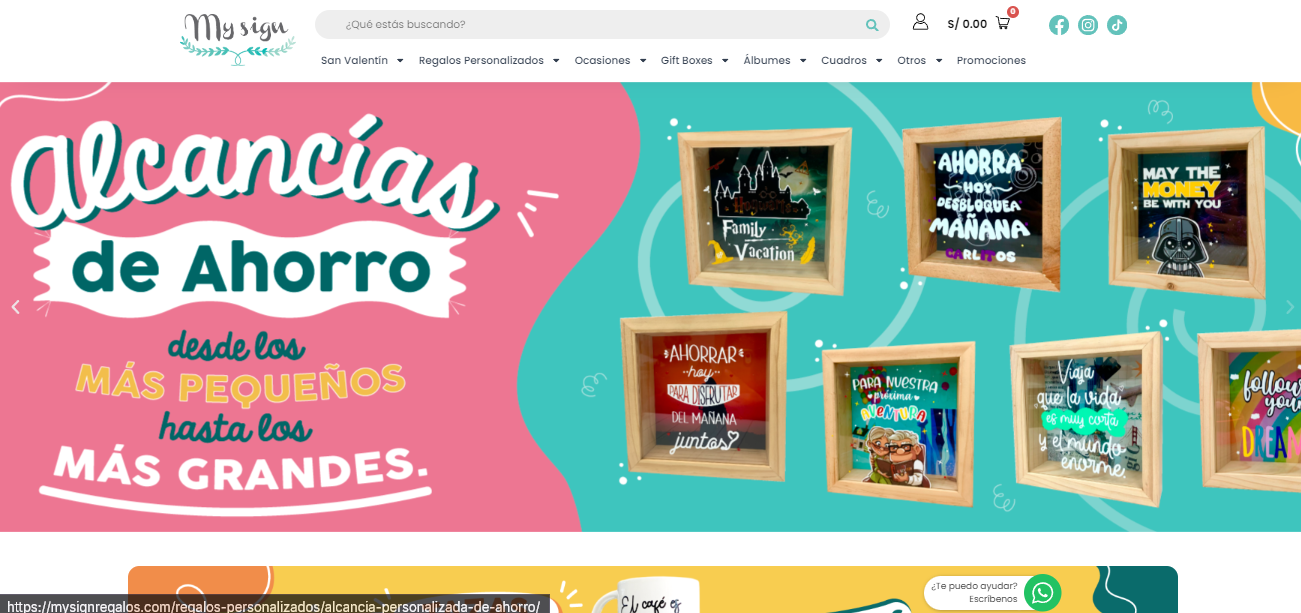 My sign
¿Qué estás buscando?
S/ 0.00
0
San Valentín
Regalos Personalizados
Ocasiones
Gift Boxes
Álbumes
Cuadros
Otros
Promociones
Alcancías
de Ahorro
desde los
MÁS PEQUEÑOS
hasta los
MÁS GRANDES.
Family
Vacation
AHORRA
HOY
DESBLOQUEA
MAÑANA
CARLITOS
MAY THE
MONEY
BE WITH YOU
AHORRAR
hoy
PARA DISFRUTAR
DEL MAÑANA
juntos
PARA NUESTRA
próxima
AVENTURA
Viaja
que la vida
es muy corta
y el mundo
enorme
follow
your
DREAM
El café es
¿Te puedo ayudar?
Escríbenos
https://mysignregalos.com/regalos-personalizados/alcancia-personalizada-de-ahorro/